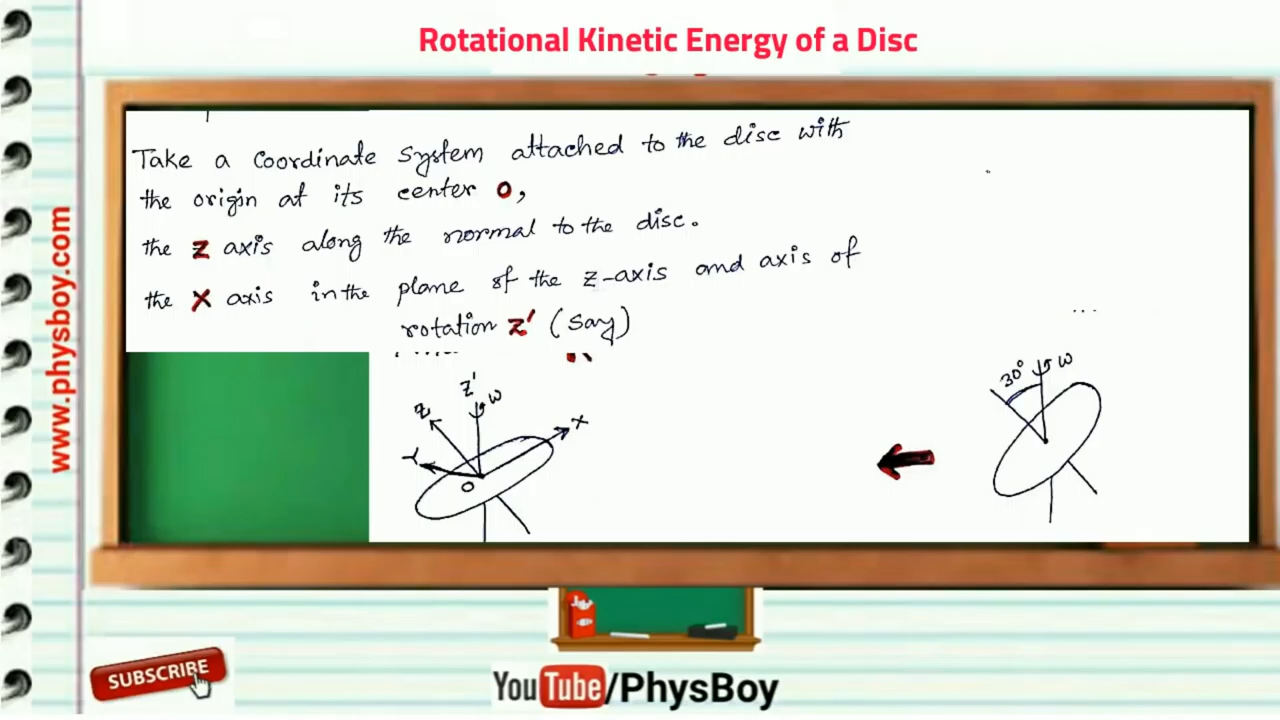 Rotational Kinetic Energy of a Disc
Take a Coordinate System attached to the disc with
the origin at its center O,
the Z axis along the normal to the disc.
the X axis in the plane of the z-axis and axis of
rotation Z' (Say)
Z'
ω
Z
X
Y
O
30°
ω
www.physboy.com
SUBSCRIBE
YouTube/PhysBoy